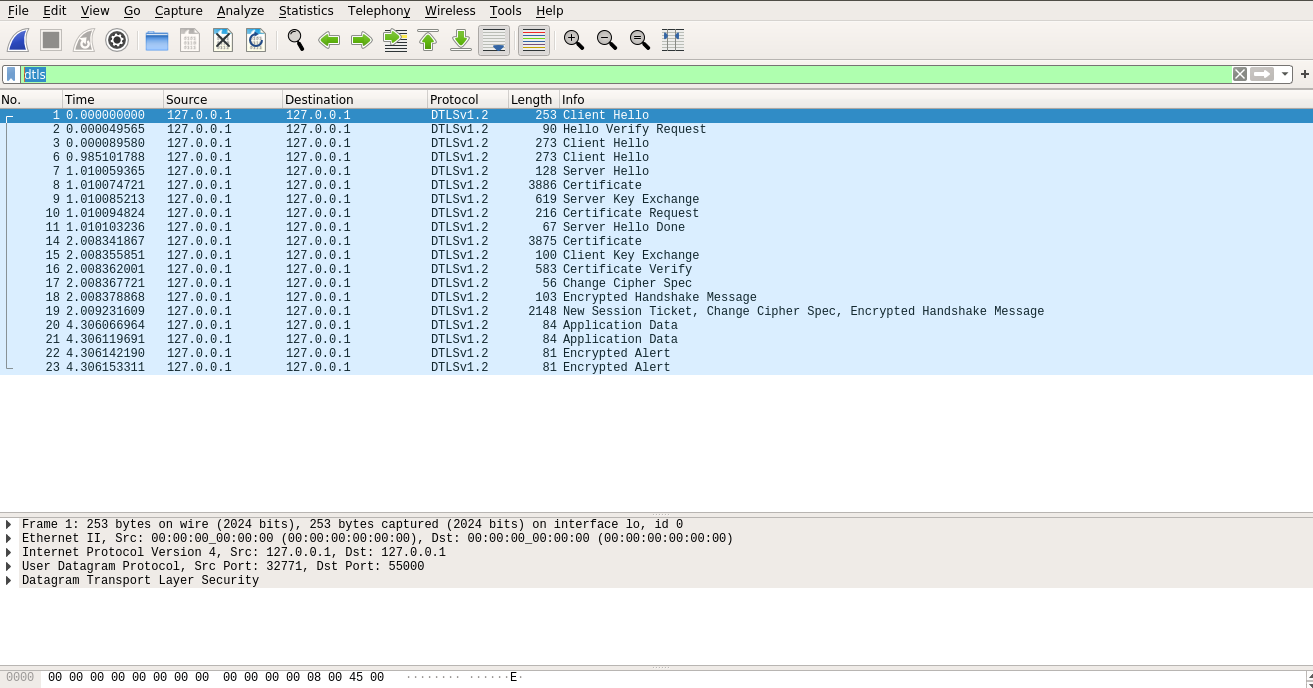 File Edit View Go Capture Analyze Statistics Telephony Wireless Tools Help
dtls
+
No. Time Source Destination Protocol Length Info
1 0.000000000 127.0.0.1 127.0.0.1 DTLSv1.2 253 Client Hello
2 0.000049565 127.0.0.1 127.0.0.1 DTLSv1.2 90 Hello Verify Request
3 0.000089580 127.0.0.1 127.0.0.1 DTLSv1.2 273 Client Hello
6 0.985101788 127.0.0.1 127.0.0.1 DTLSv1.2 273 Client Hello
7 1.010059365 127.0.0.1 127.0.0.1 DTLSv1.2 128 Server Hello
8 1.010074721 127.0.0.1 127.0.0.1 DTLSv1.2 3886 Certificate
9 1.010085213 127.0.0.1 127.0.0.1 DTLSv1.2 619 Server Key Exchange
10 1.010094824 127.0.0.1 127.0.0.1 DTLSv1.2 216 Certificate Request
11 1.010103236 127.0.0.1 127.0.0.1 DTLSv1.2 67 Server Hello Done
14 2.008341867 127.0.0.1 127.0.0.1 DTLSv1.2 3875 Certificate
15 2.008355851 127.0.0.1 127.0.0.1 DTLSv1.2 100 Client Key Exchange
16 2.008362001 127.0.0.1 127.0.0.1 DTLSv1.2 583 Certificate Verify
17 2.008367721 127.0.0.1 127.0.0.1 DTLSv1.2 56 Change Cipher Spec
18 2.008378868 127.0.0.1 127.0.0.1 DTLSv1.2 103 Encrypted Handshake Message
19 2.009231609 127.0.0.1 127.0.0.1 DTLSv1.2 2148 New Session Ticket, Change Cipher Spec, Encrypted Handshake Message
20 4.306066964 127.0.0.1 127.0.0.1 DTLSv1.2 84 Application Data
21 4.306119691 127.0.0.1 127.0.0.1 DTLSv1.2 84 Application Data
22 4.306142190 127.0.0.1 127.0.0.1 DTLSv1.2 81 Encrypted Alert
23 4.306153311 127.0.0.1 127.0.0.1 DTLSv1.2 81 Encrypted Alert
Frame 1: 253 bytes on wire (2024 bits), 253 bytes captured (2024 bits) on interface lo, id 0
Ethernet II, Src: 00:00:00_00:00:00 (00:00:00:00:00:00), Dst: 00:00:00_00:00:00 (00:00:00:00:00:00)
Internet Protocol Version 4, Src: 127.0.0.1, Dst: 127.0.0.1
User Datagram Protocol, Src Port: 32771, Dst Port: 55000
Datagram Transport Layer Security
0000 00 00 00 00 00 00 00 00 00 00 00 00 08 00 45 00 ········ ······E·